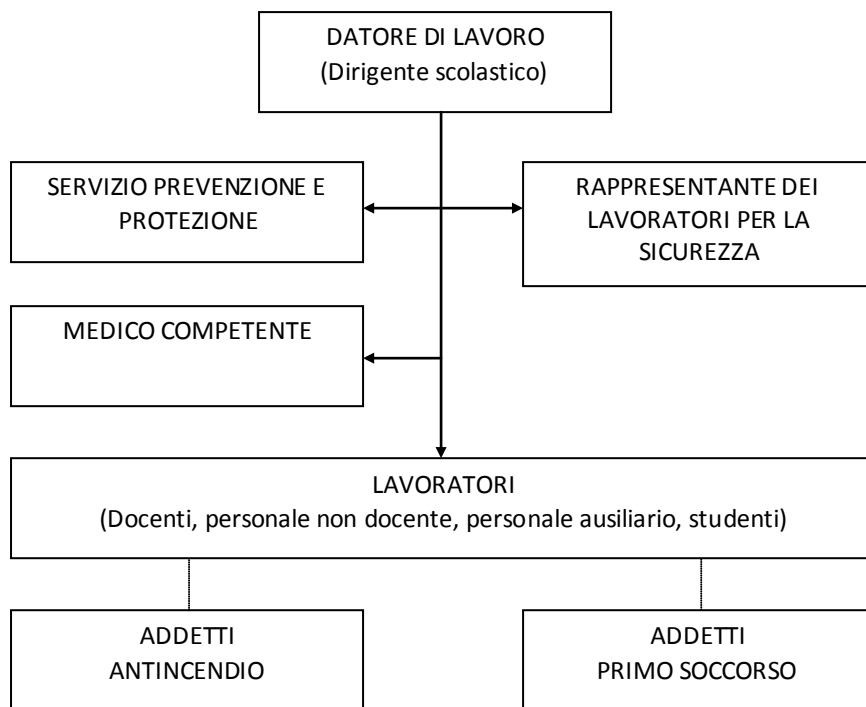 DATORE DI LAVORO
(Dirigente scolastico)
SERVIZIO PREVENZIONE E
PROTEZIONE
RAPPRESENTANTE DEI
LAVORATORI PER LA
SICUREZZA
MEDICO COMPETENTE
LAVORATORI
(Docenti, personale non docente, personale ausiliario, studenti)
ADDETTI
ANTINCENDIO
ADDETTI
PRIMO SOCCORSO